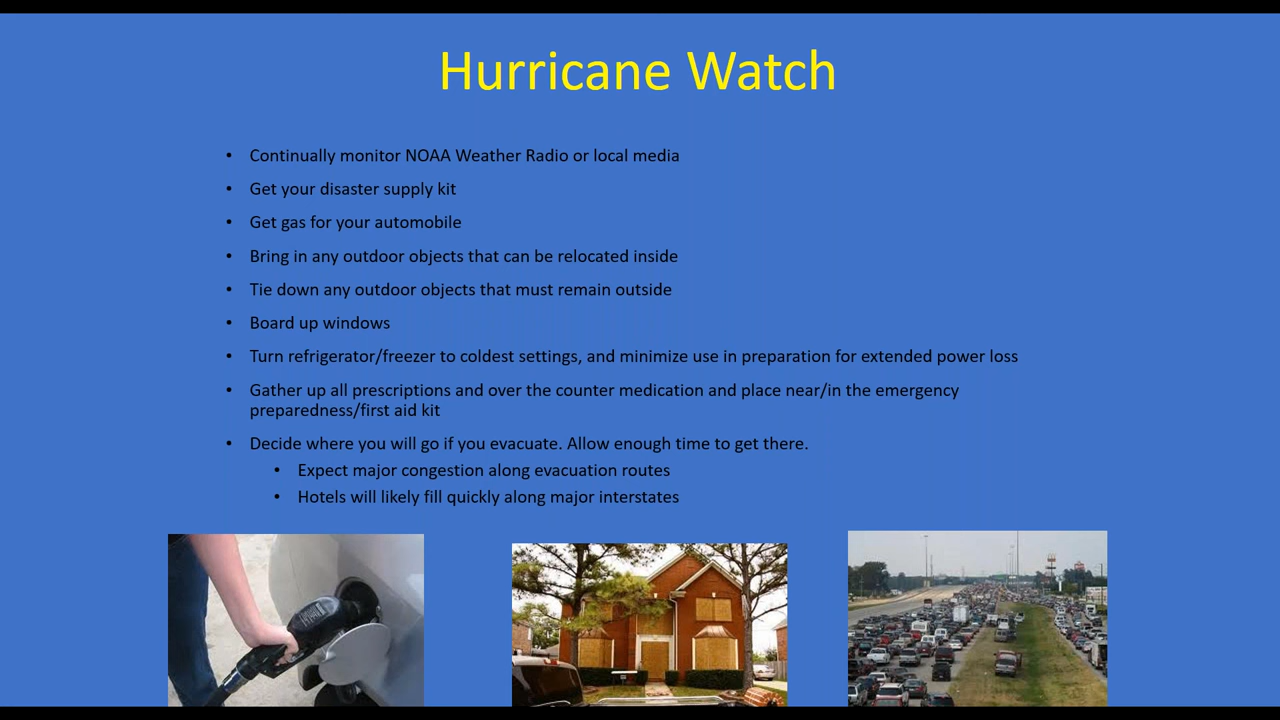 Hurricane Watch
• Continually monitor NOAA Weather Radio or local media
• Get your disaster supply kit
• Get gas for your automobile
• Bring in any outdoor objects that can be relocated inside
• Tie down any outdoor objects that must remain outside
• Board up windows
• Turn refrigerator/freezer to coldest settings, and minimize use in preparation for extended power loss
• Gather up all prescriptions and over the counter medication and place near/in the emergency
preparedness/first aid kit
• Decide where you will go if you evacuate. Allow enough time to get there.
• Expect major congestion along evacuation routes
• Hotels will likely fill quickly along major interstates